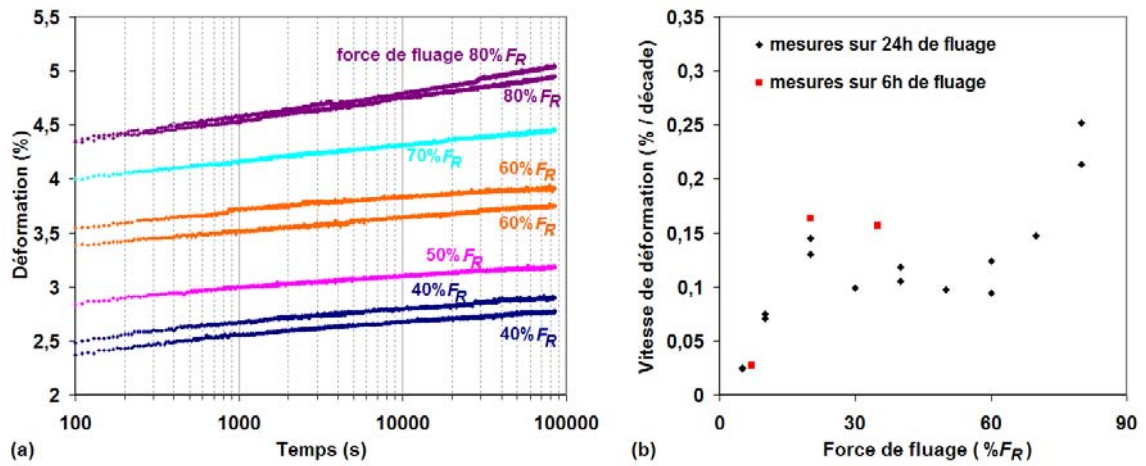 5,5
5
4,5
4
3,5
3
2,5
2
Déformation (%)
force de fluage 80%FR
80%FR
70%FR
60%FR
60%FR
50%FR
40%FR
40%FR
100
1000
10000
100000
(a)
Temps (s)
0,35
0,3
0,25
0,2
0,15
0,1
0,05
0
Vitesse de déformation (% / décade)
mesures sur 24h de fluage
mesures sur 6h de fluage
0
30
60
90
(b)
Force de fluage (%FR)